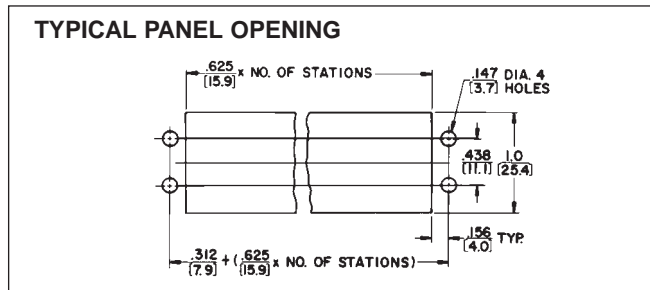 TYPICAL PANEL OPENING
.625
[15.9] x NO. OF STATIONS
.147 DIA. 4
[3.7] HOLES
.438 1.0
[11.1] [25.4]
.156 TYP.
[4.0]
.312 + (.625 x NO. OF STATIONS)
[7.9] [15.9]